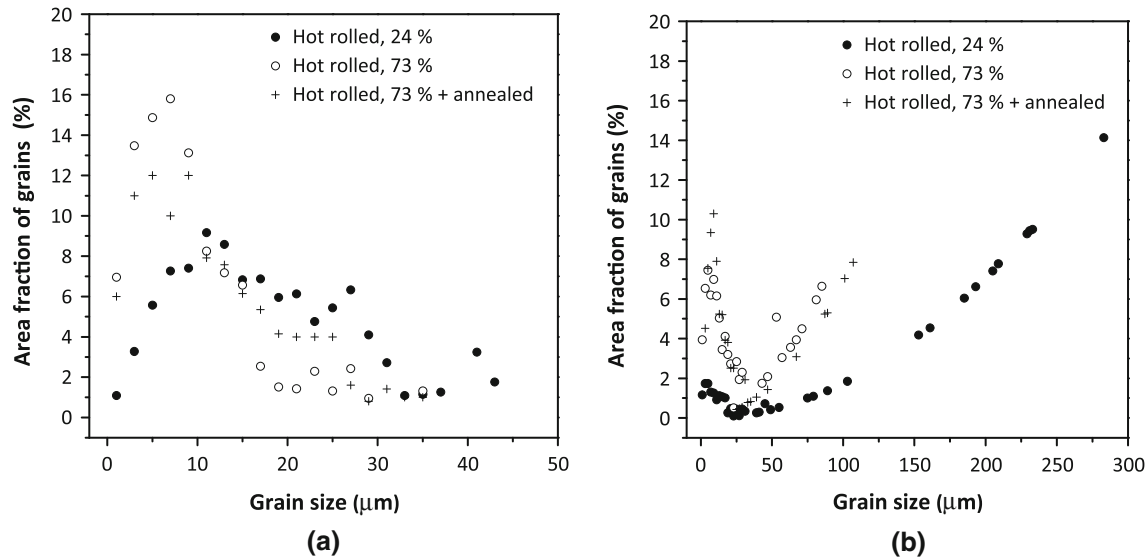 20
18
16
14
12
10
8
6
4
2
0
Area fraction of grains (%)
Hot rolled, 24 %
Hot rolled, 73 %
Hot rolled, 73 % + annealed
0 10 20 30 40 50
Grain size (μm)
(a)
20
18
16
14
12
10
8
6
4
2
0
Area fraction of grains (%)
Hot rolled, 24 %
Hot rolled, 73 %
Hot rolled, 73 % + annealed
0 50 100 150 200 250 300
Grain size (μm)
(b)